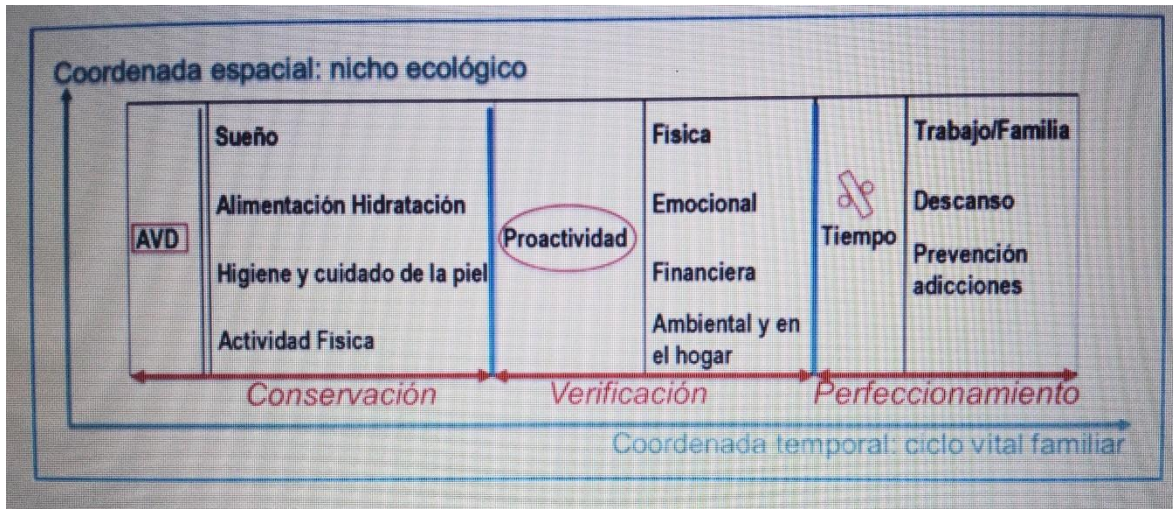 Coordenada espacial: nicho ecológico
AVD
Sueño
Alimentación Hidratación
Higiene y cuidado de la piel
Actividad Fisica
Proactividad
Fisica
Emocional
Financiera
Ambiental y en
el hogar
Tiempo
Trabajo/Familia
Descanso
Prevención
adicciones
Conservación
Verificación
Perfeccionamiento
Coordenada temporal: ciclo vital familiar